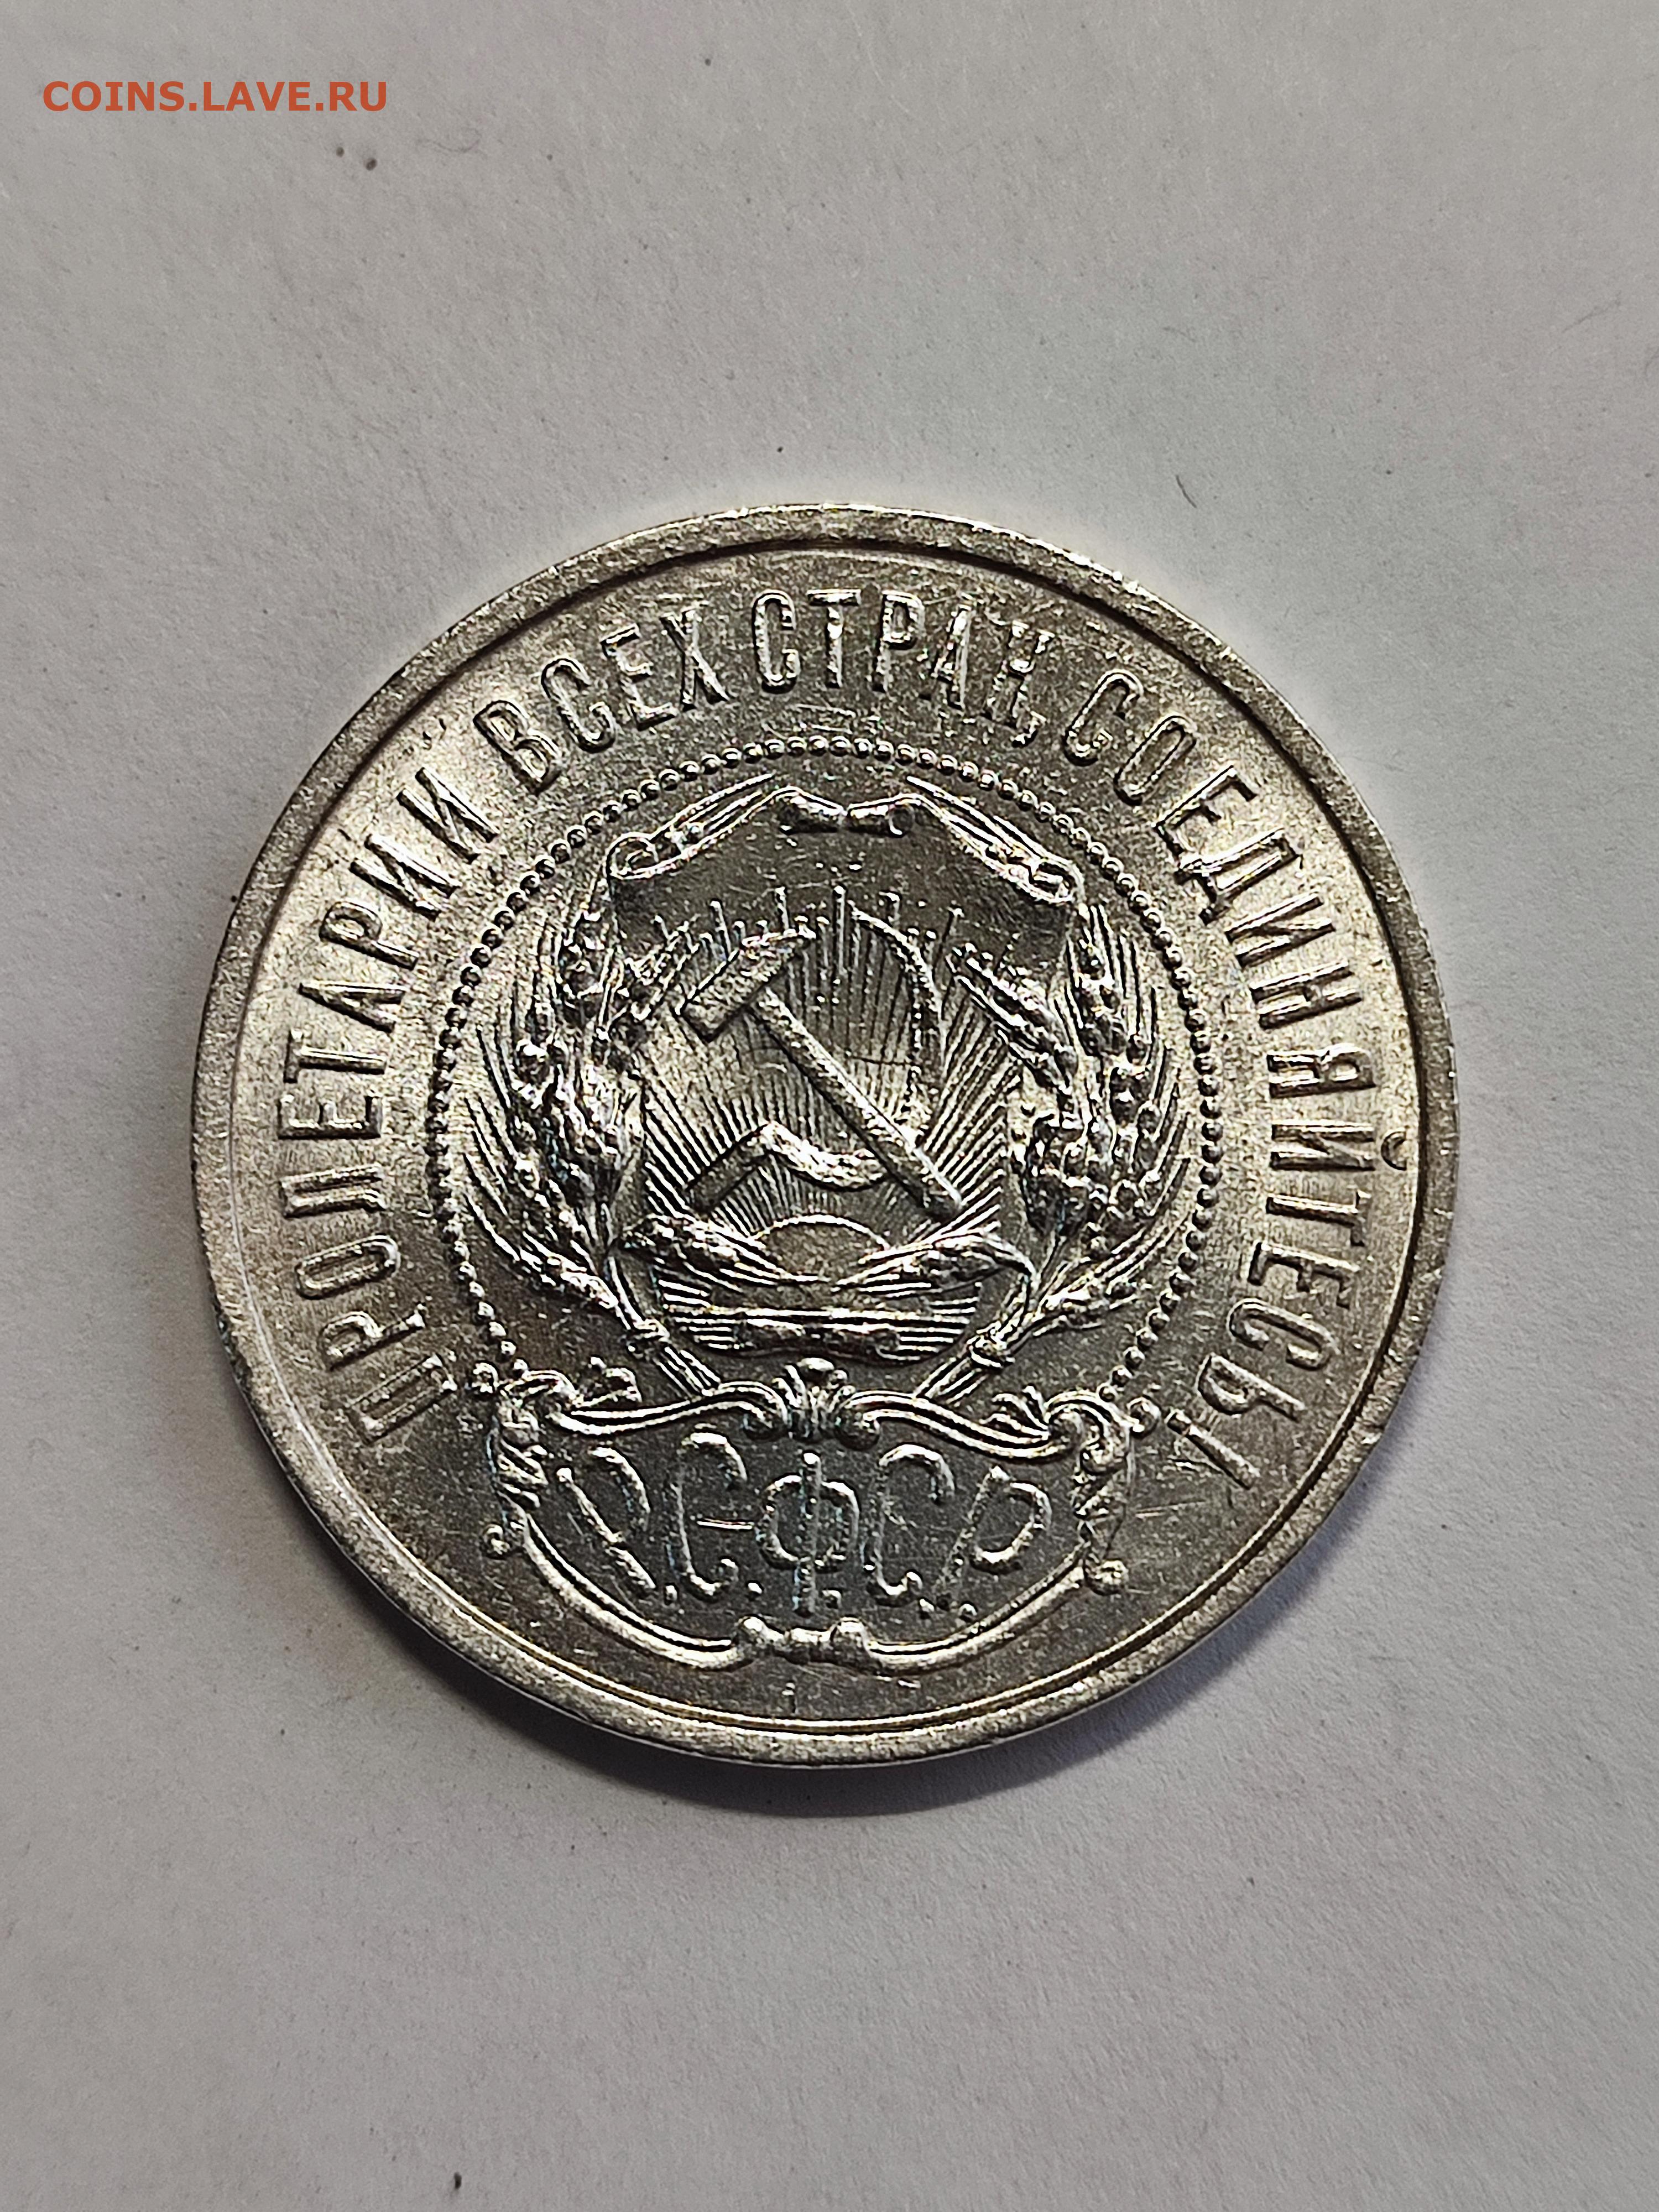 COINS.LAVE.RU
ПРОЛЕТАРИИ ВСЕХ СТРАН, СОЕДИНЯЙТЕСЬ!
Р.С.Ф.С.Р.